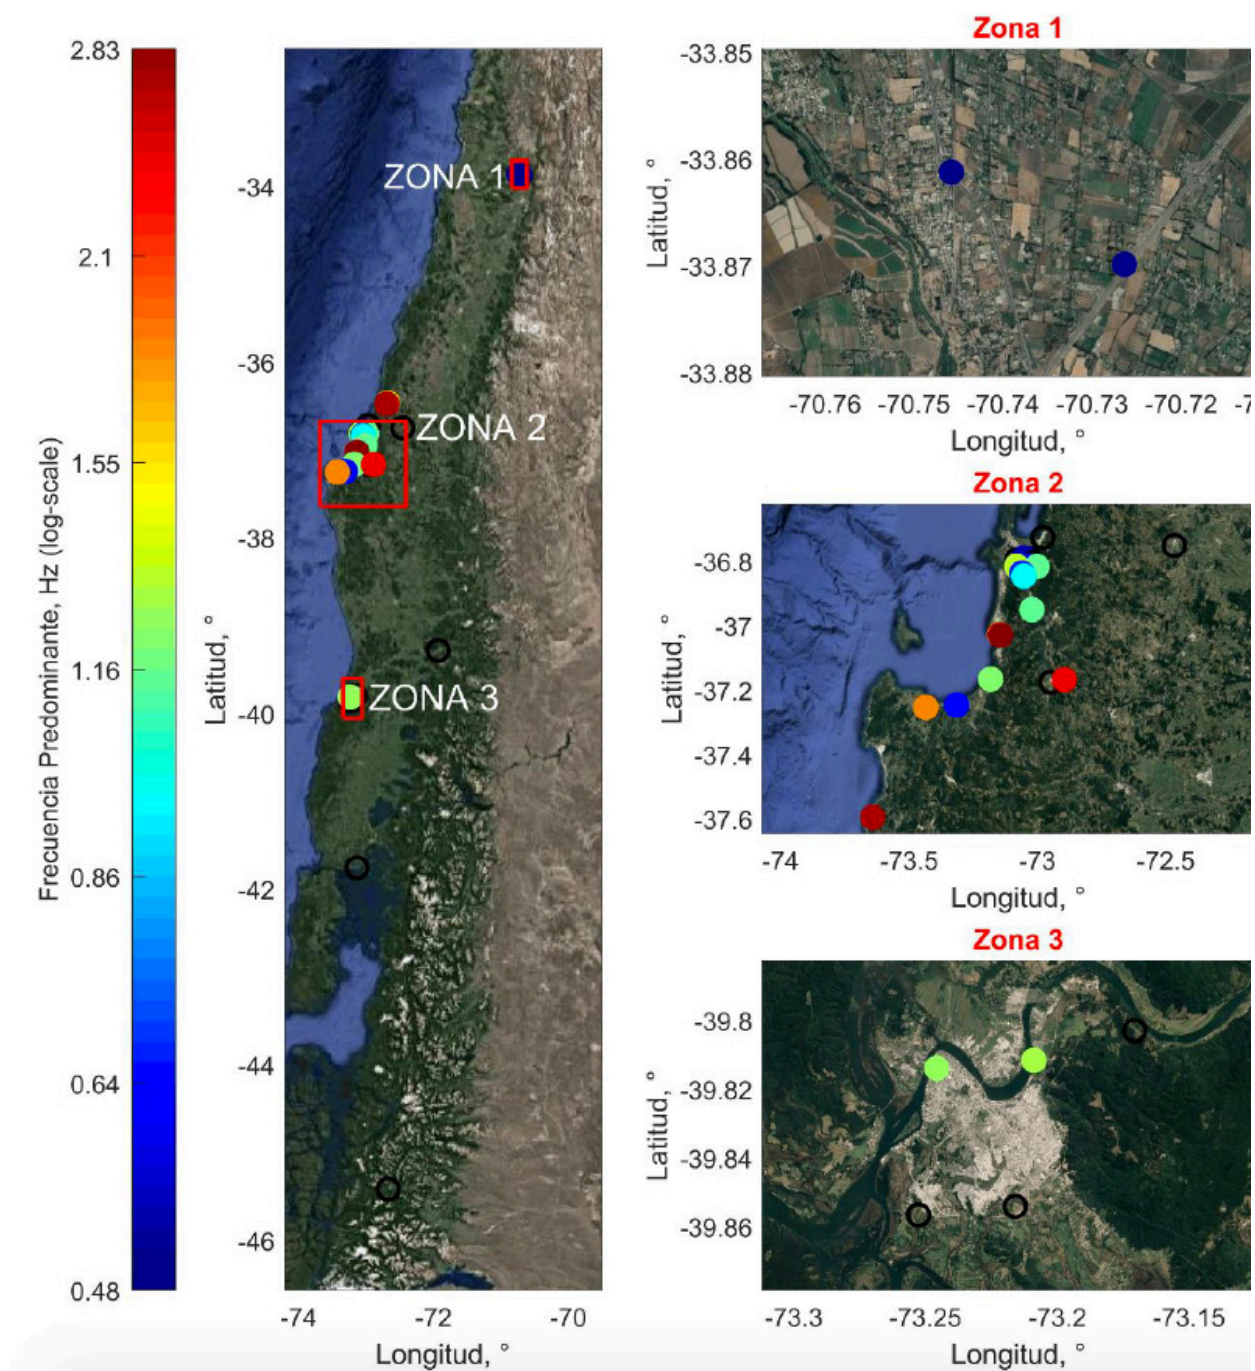 Frecuencia Predominante, Hz (log-scale)
2.83
2.1
1.55
1.16
0.86
0.64
0.48
Latitud, °
-34
-36
-38
-40
-42
-44
-46
ZONA 1
ZONA 2
ZONA 3
-74
-72
-70
Longitud, °
Zona 1
Latitud, °
-33.85
-33.86
-33.87
-33.88
-70.76
-70.75
-70.74
-70.73
-70.72
Longitud, °
Zona 2
Latitud, °
-36.8
-37
-37.2
-37.4
-37.6
-74
-73.5
-73
-72.5
Longitud, °
Zona 3
Latitud, °
-39.8
-39.82
-39.84
-39.86
-73.3
-73.25
-73.2
-73.15
Longitud, °